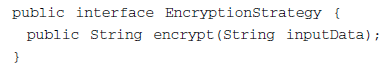 public interface EncryptionStrategy {
  public String encrypt(String inputData);
}